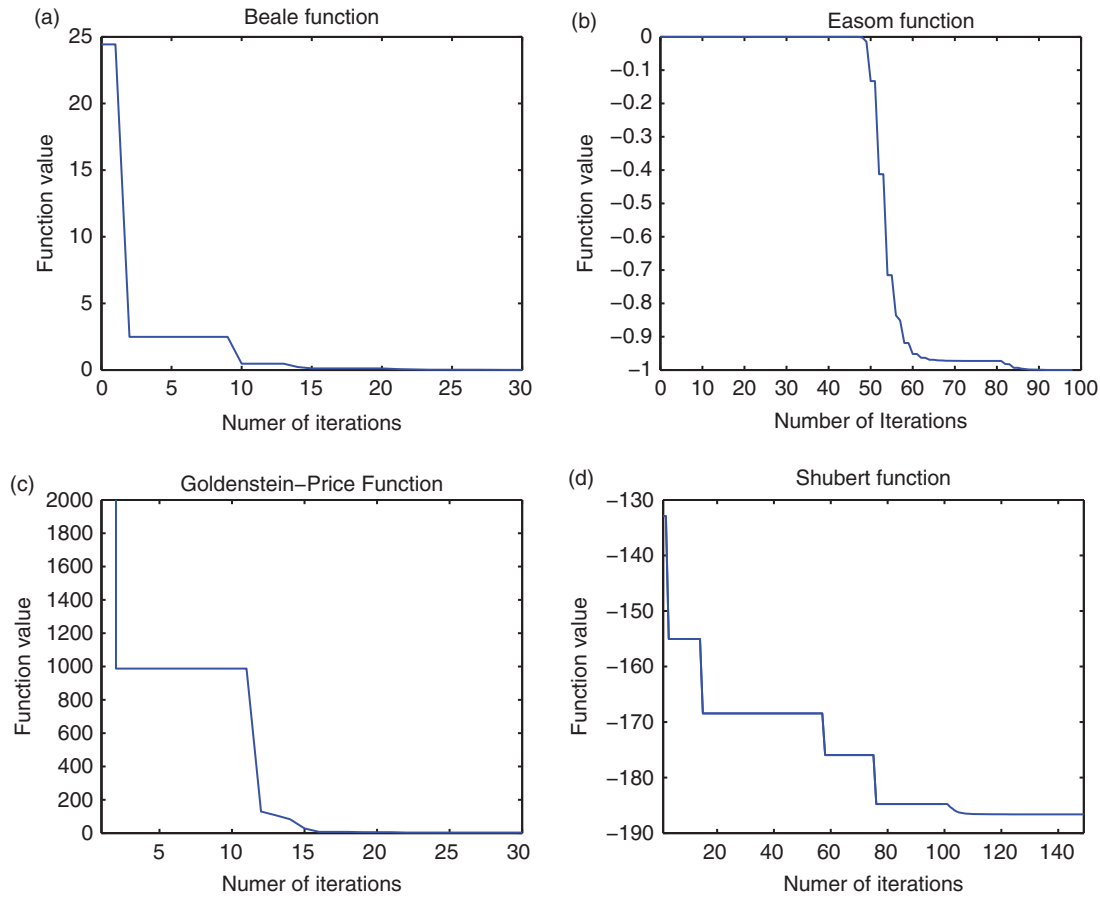 (a)
Beale function
25
20
15
10
5
0
Function value
0 5 10 15 20 25 30
Numer of iterations
(b)
Easom function
0
−0.1
−0.2
−0.3
−0.4
−0.5
−0.6
−0.7
−0.8
−0.9
−1
Function value
0 10 20 30 40 50 60 70 80 90 100
Number of Iterations
(c)
Goldenstein−Price Function
2000
1800
1600
1400
1200
1000
800
600
400
200
0
Function value
5 10 15 20 25 30
Numer of iterations
(d)
Shubert function
−130
−140
−150
−160
−170
−180
−190
Function value
20 40 60 80 100 120 140
Numer of iterations